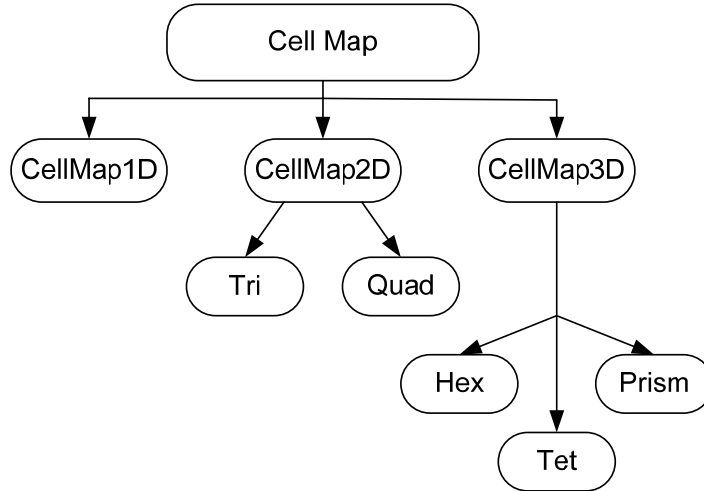 Cell Map
CellMap1D
CellMap2D
CellMap3D
Tri
Quad
Hex
Prism
Tet